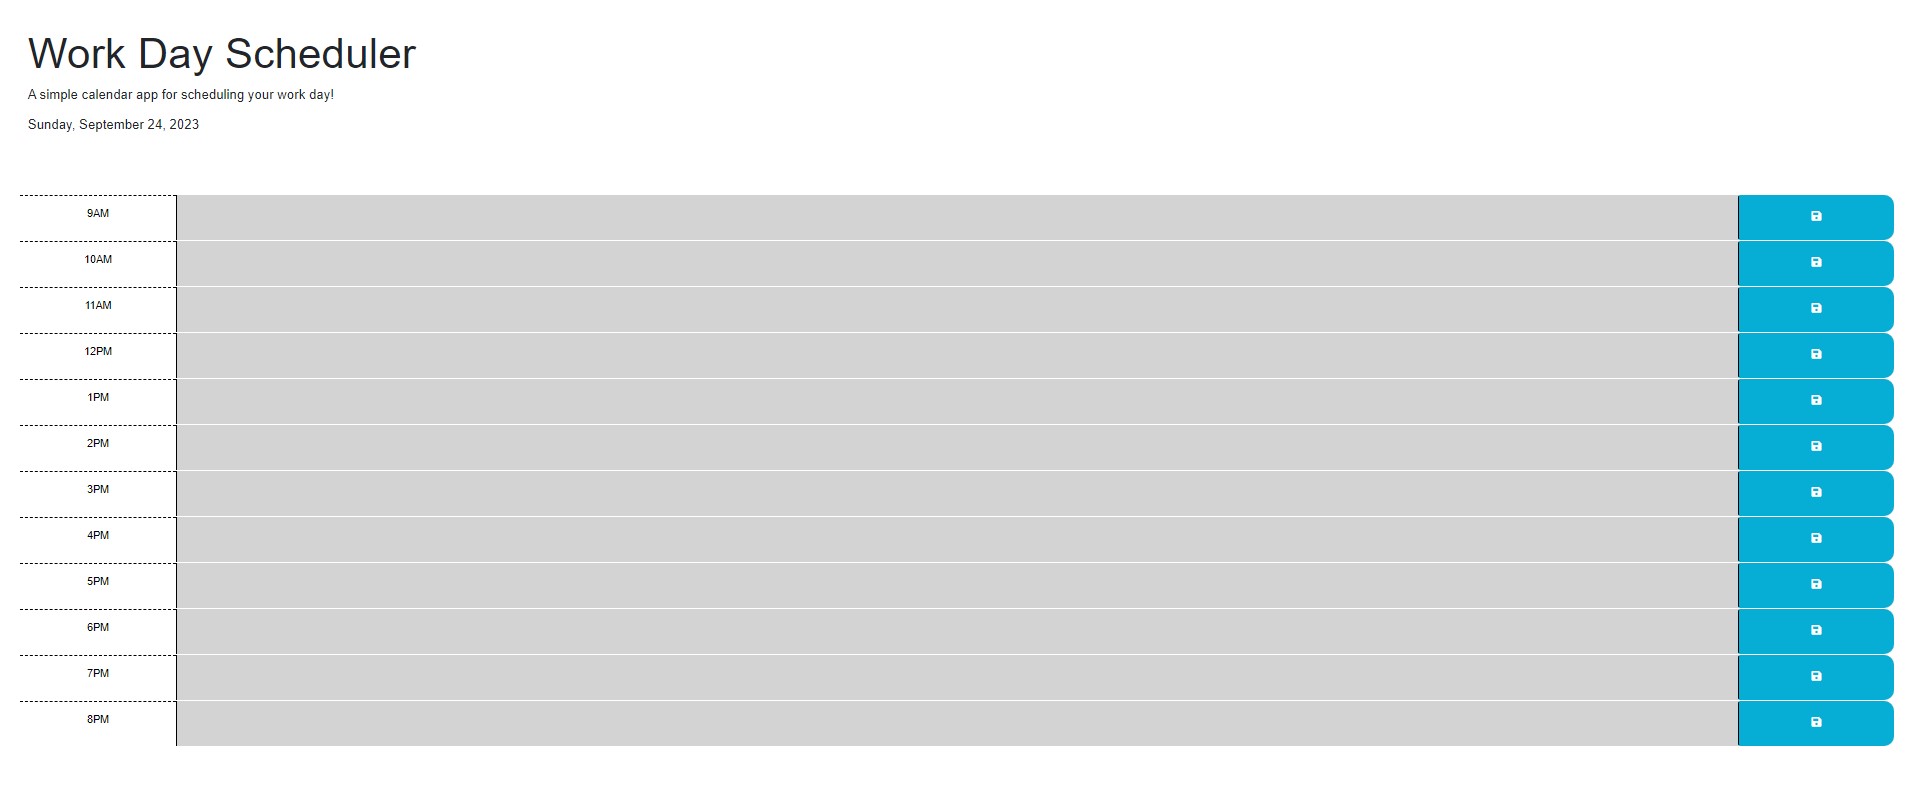 Work Day Scheduler
A simple calendar app for scheduling your work day!
Sunday, September 24, 2023
9AM
10AM
11AM
12PM
1PM
2PM
3PM
4PM
5PM
6PM
7PM
8PM